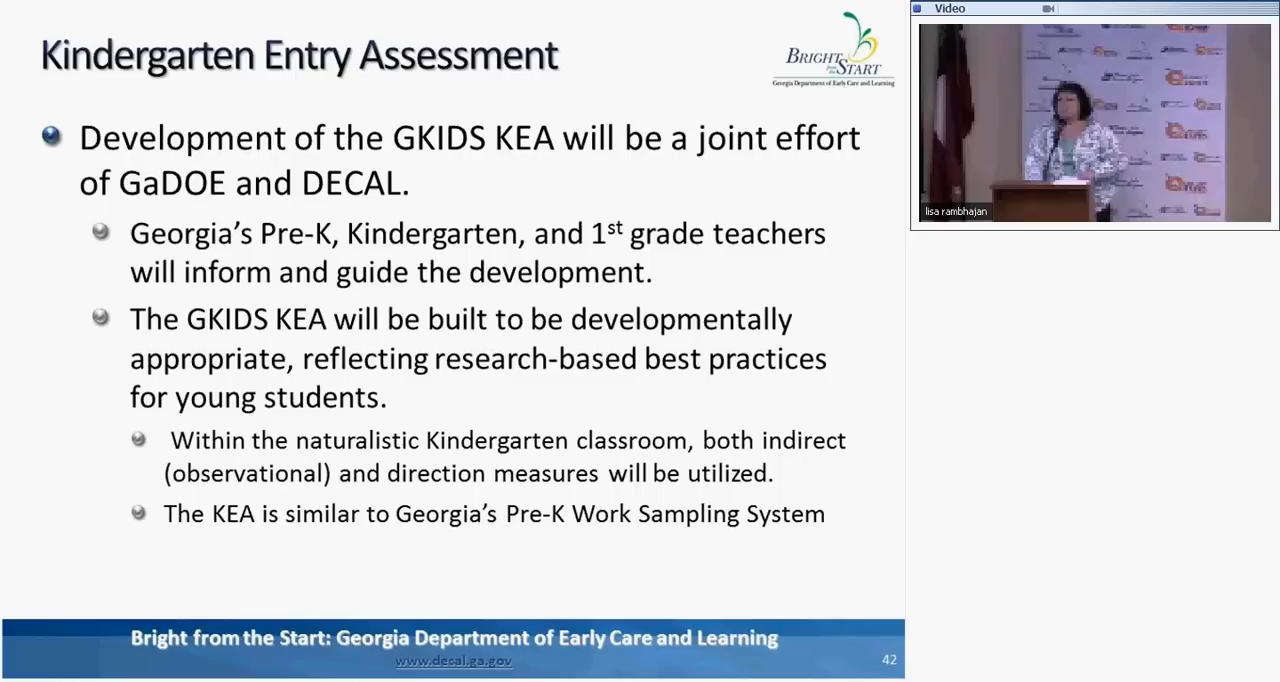 Kindergarten Entry Assessment
BRIGHT
from the
START
Georgia Department of Early Care and Learning
Development of the GKIDS KEA will be a joint effort
of GaDOE and DECAL.
Georgia's Pre-K, Kindergarten, and 1st grade teachers
will inform and guide the development.
The GKIDS KEA will be built to be developmentally
appropriate, reflecting research-based best practices
for young students.
Within the naturalistic Kindergarten classroom, both indirect
(observational) and direction measures will be utilized.
The KEA is similar to Georgia's Pre-K Work Sampling System
Bright from the Start: Georgia Department of Early Care and Learning
www.decal.ga.gov
42
Video
lisa rambhajan